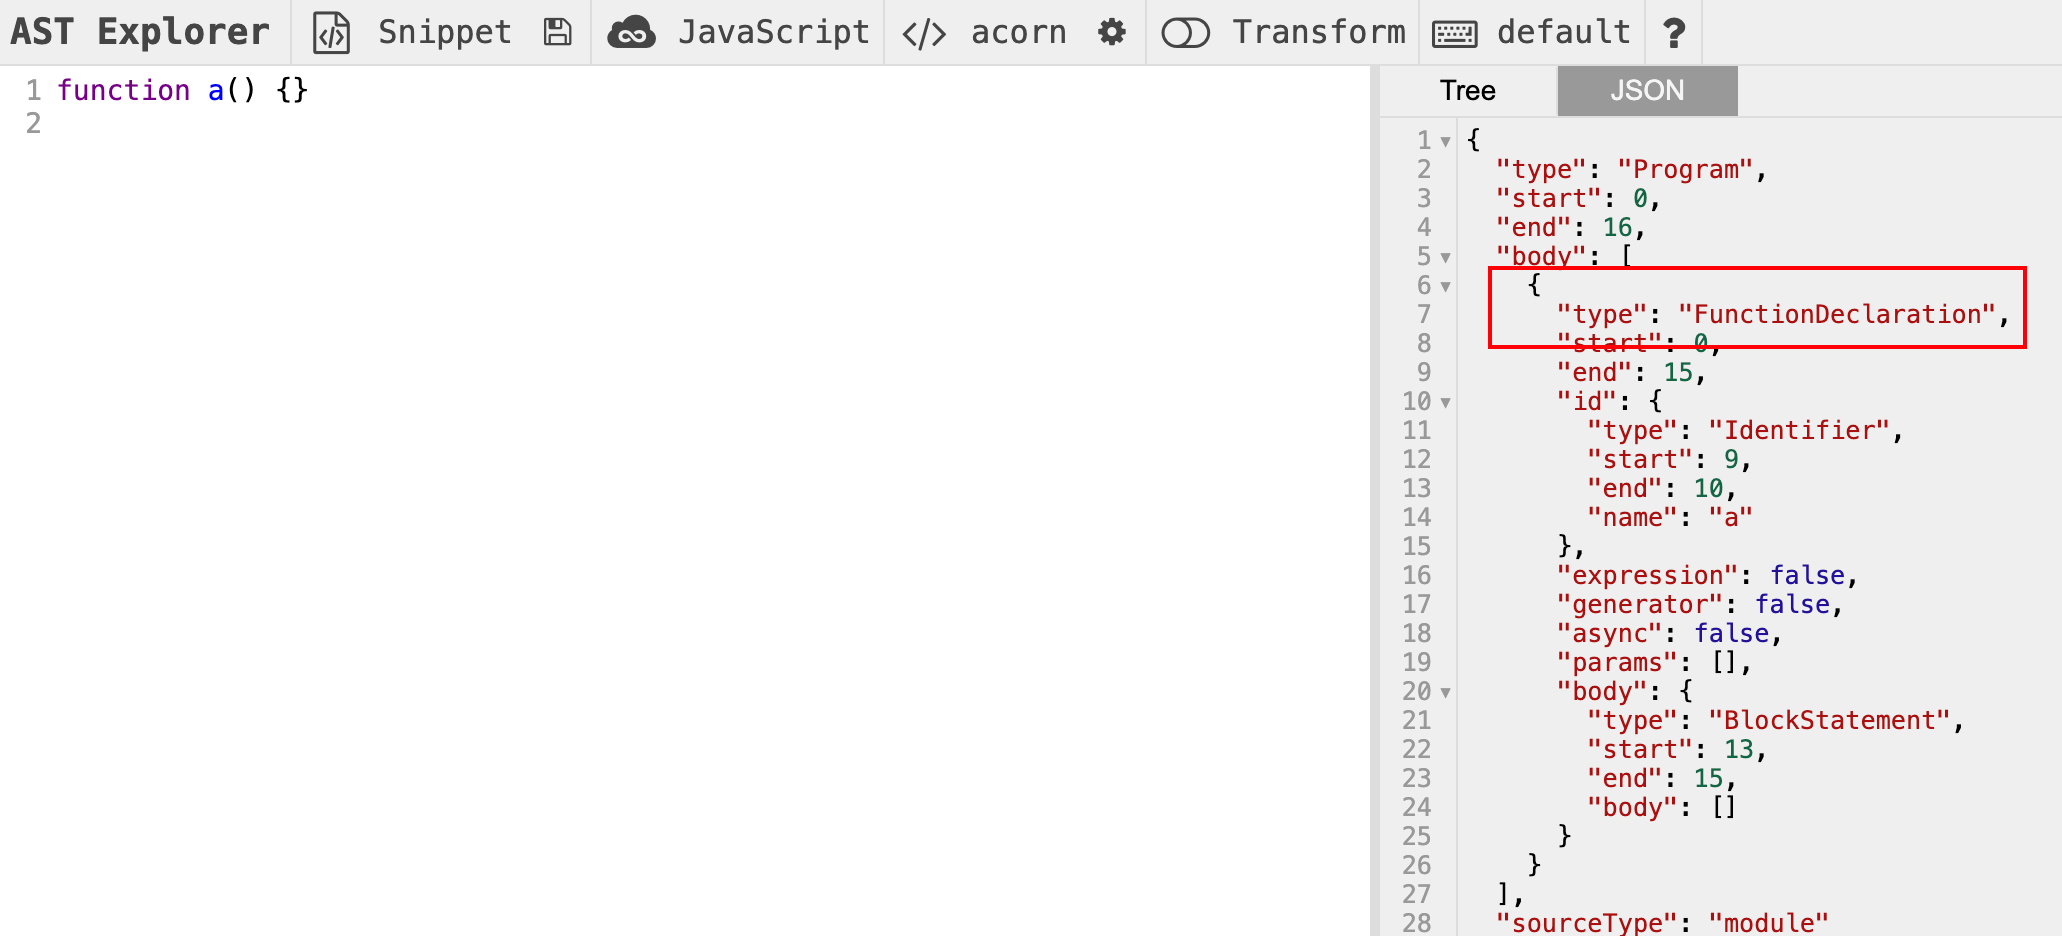 AST Explorer Snippet JavaScript </> acorn Transform default ?
1 function a() {}
2
Tree JSON
1 {
2 "type": "Program",
3 "start": 0,
4 "end": 16,
5 "body": [
6 {
7 "type": "FunctionDeclaration",
8 "start": 0,
9 "end": 15,
10 "id": {
11 "type": "Identifier",
12 "start": 9,
13 "end": 10,
14 "name": "a"
15 },
16 "expression": false,
17 "generator": false,
18 "async": false,
19 "params": [],
20 "body": {
21 "type": "BlockStatement",
22 "start": 13,
23 "end": 15,
24 "body": []
25 }
26 }
27 ],
28 "sourceType": "module"